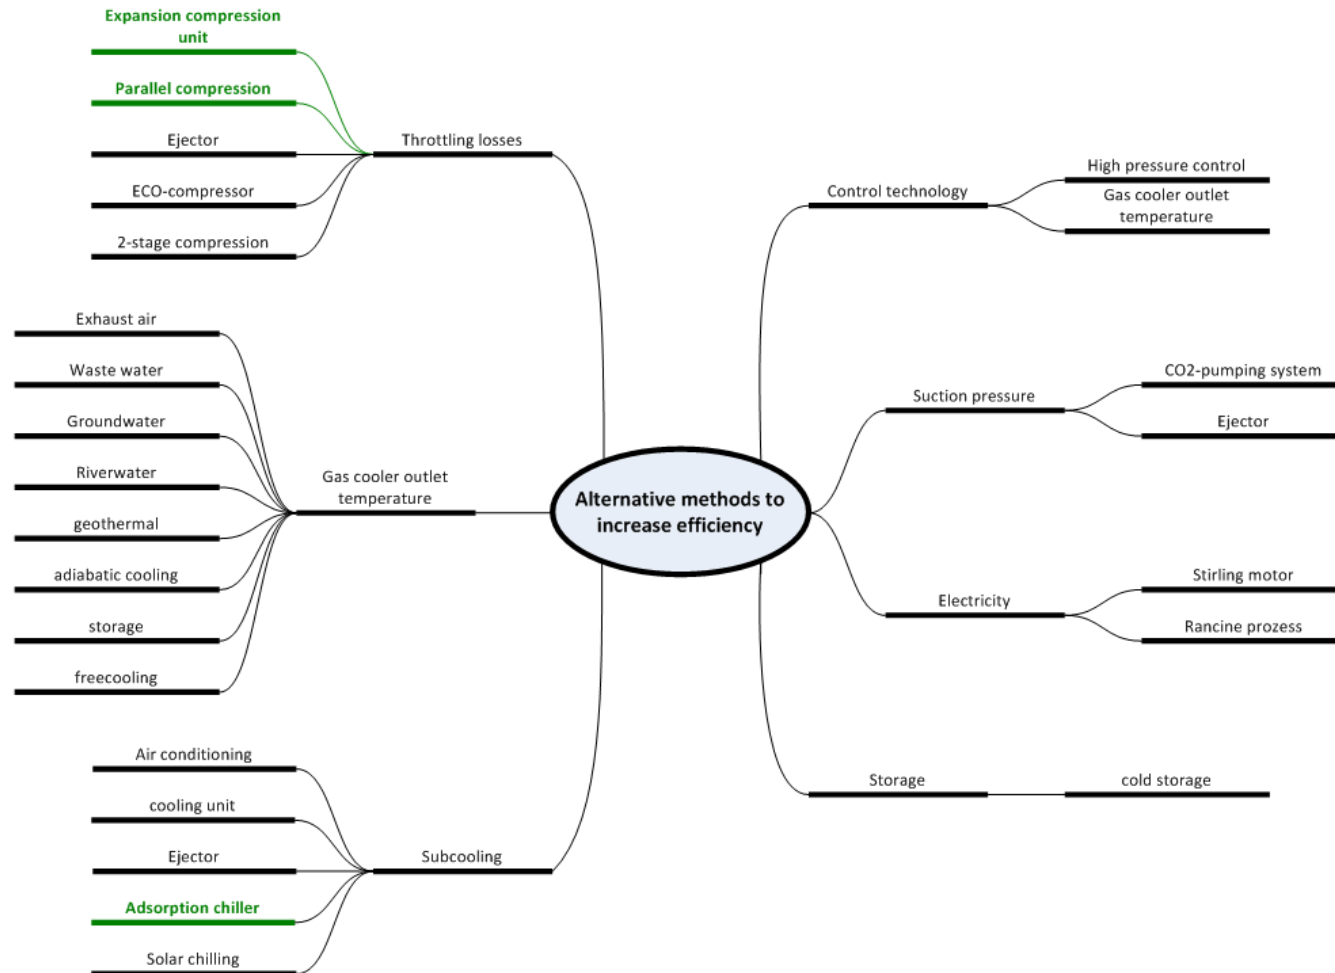 Expansion compression
unit
Parallel compression
Ejector
ECO-compressor
2-stage compression
Throttling losses
Exhaust air
Waste water
Groundwater
Riverwater
geothermal
adiabatic cooling
storage
freecooling
Gas cooler outlet
temperature
Air conditioning
cooling unit
Ejector
Adsorption chiller
Solar chilling
Subcooling
Alternative methods to
increase efficiency
Control technology
High pressure control
Gas cooler outlet
temperature
Suction pressure
CO2-pumping system
Ejector
Electricity
Stirling motor
Rancine prozess
Storage
cold storage